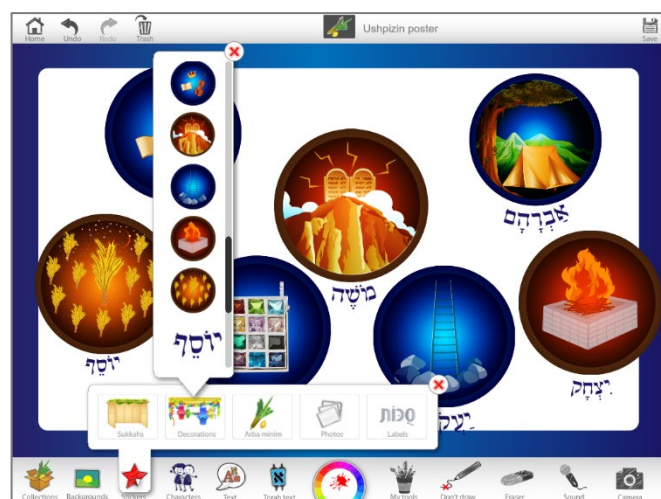 Home Undo Redo Trash
Ushpizin poster
Save
אַבְרָהָם
מֹשֶׁה
יוֹסֵף
יוֹסֵף
יִצְחָק
Sukkahs Decorations Arba minim Photos Labels
סֻכּוֹת
Collections Backgrounds Stickers Characters Text Torah text My tools Don't draw Eraser Sound Camera